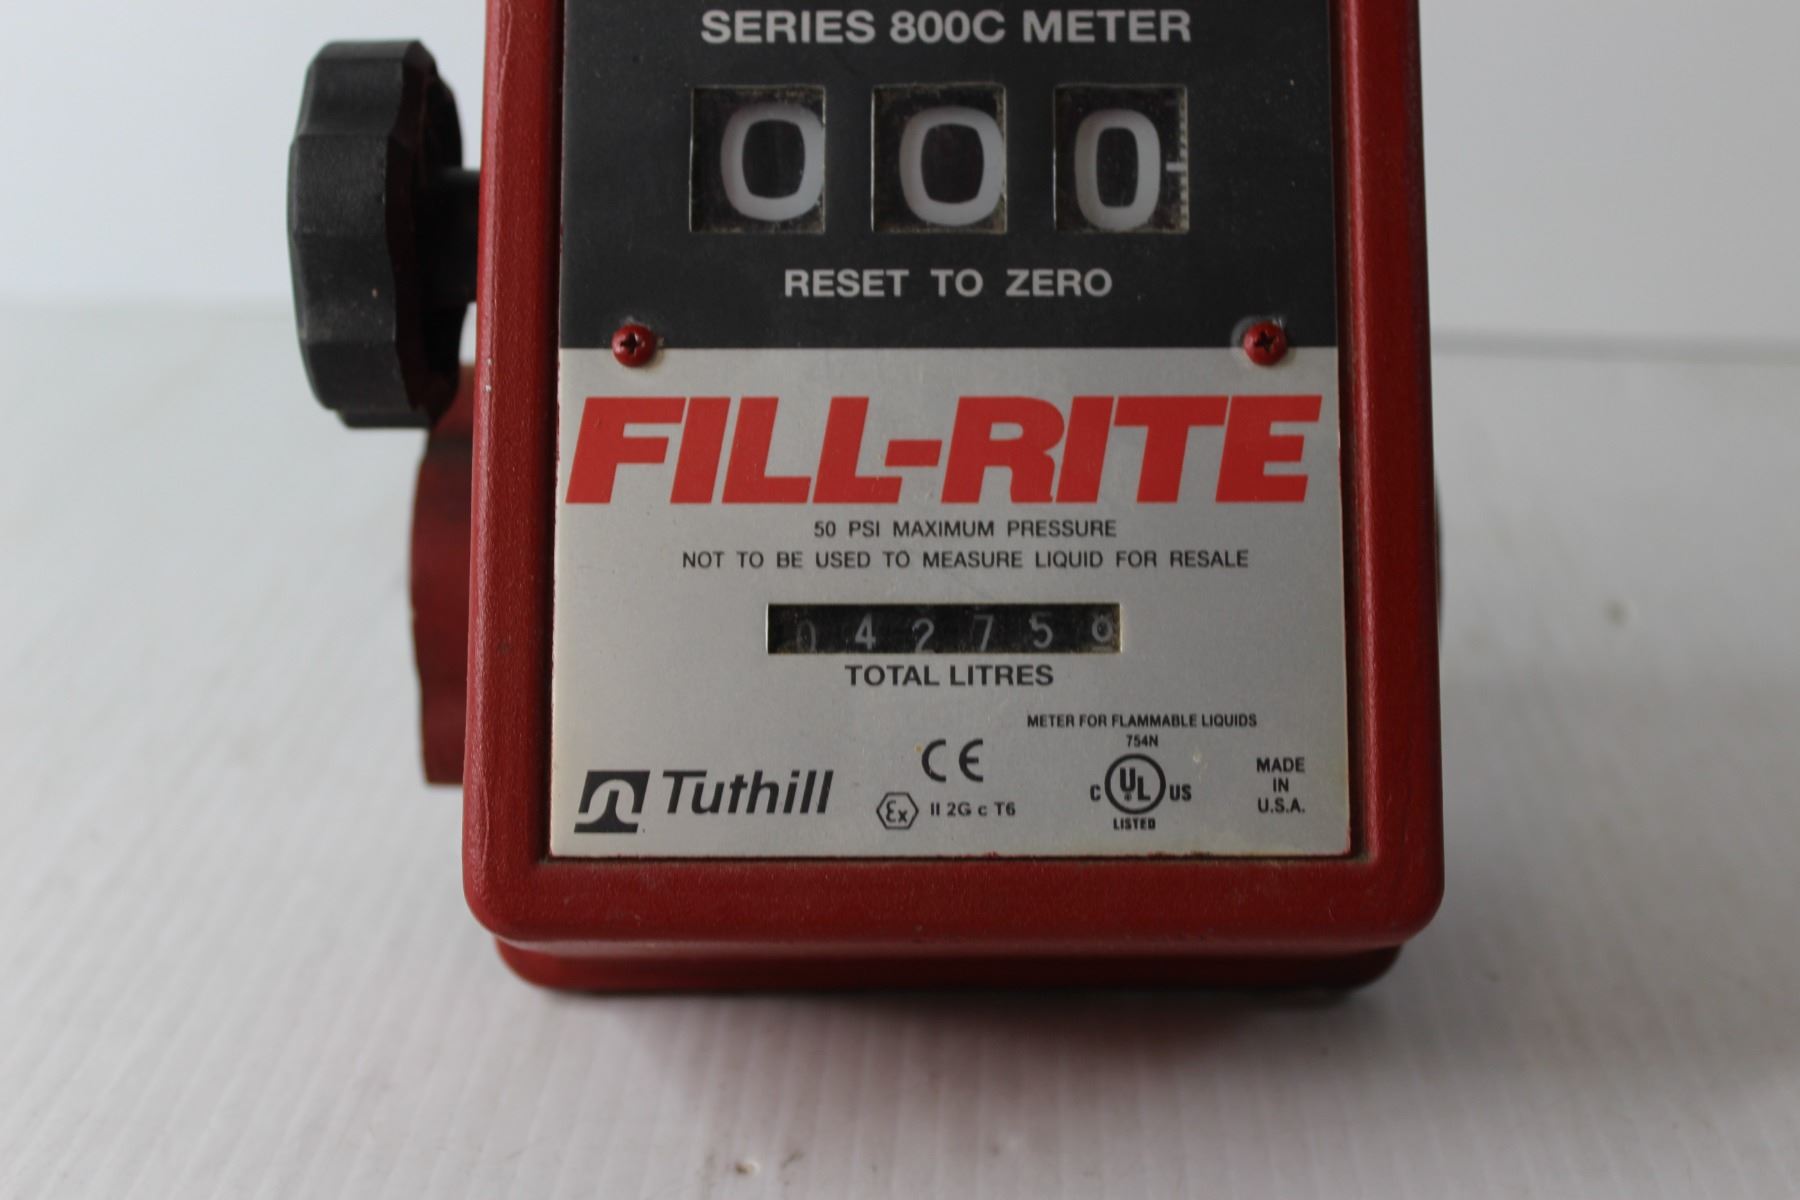 SERIES 800C METER
000
RESET TO ZERO
FILL-RITE
50 PSI MAXIMUM PRESSURE
NOT TO BE USED TO MEASURE LIQUID FOR RESALE
042750
TOTAL LITRES
METER FOR FLAMMABLE LIQUIDS
754N
Tuthill
CE
Ex II 2G c T6
C UL US
LISTED
MADE
IN
U.S.A.